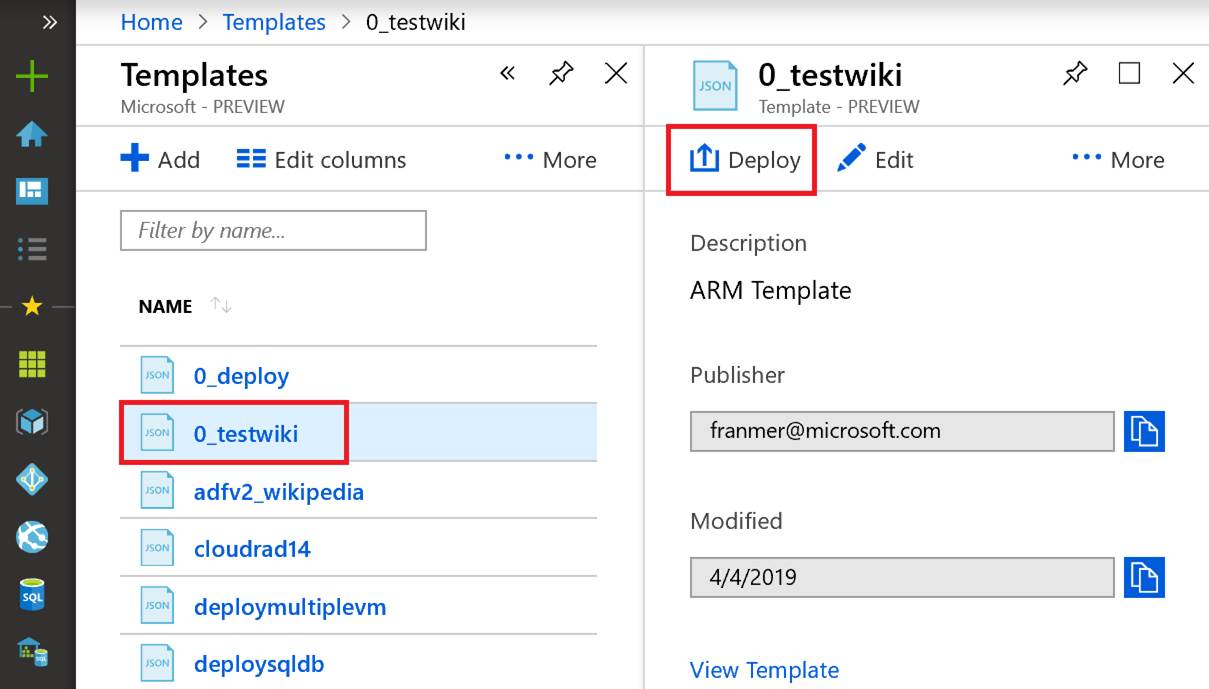 Home > Templates > 0_testwiki
Templates
Microsoft - PREVIEW
Add Edit columns ··· More
Filter by name...
NAME
JSON 0_deploy
JSON 0_testwiki
JSON adfv2_wikipedia
JSON cloudrad14
JSON deploymultiplevm
JSON deploysqldb
JSON 0_testwiki
Template - PREVIEW
Deploy Edit ··· More
Description
ARM Template
Publisher
franmer@microsoft.com
Modified
4/4/2019
View Template
SQL
SQL